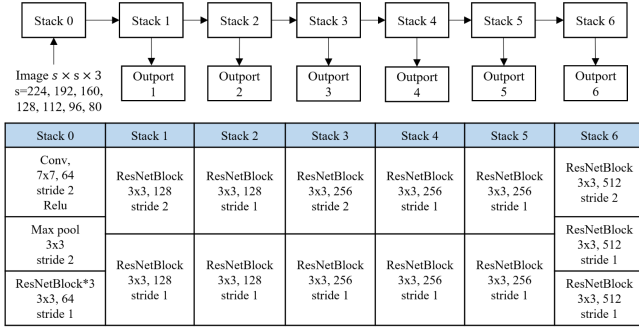 Stack 0 Stack 1 Stack 2 Stack 3 Stack 4 Stack 5 Stack 6
Image s × s × 3
s=224, 192, 160,
128, 112, 96, 80
Outport
1
Outport
2
Outport
3
Outport
4
Outport
5
Outport
6
Stack 0 Stack 1 Stack 2 Stack 3 Stack 4 Stack 5 Stack 6
Conv,
7x7, 64
stride 2
Relu
Max pool
3x3
stride 2
ResNetBlock*3
3x3, 64
stride 1
ResNetBlock
3x3, 128
stride 2
ResNetBlock
3x3, 128
stride 1
ResNetBlock
3x3, 128
stride 1
ResNetBlock
3x3, 128
stride 1
ResNetBlock
3x3, 256
stride 2
ResNetBlock
3x3, 256
stride 1
ResNetBlock
3x3, 256
stride 1
ResNetBlock
3x3, 256
stride 1
ResNetBlock
3x3, 256
stride 1
ResNetBlock
3x3, 256
stride 1
ResNetBlock
3x3, 512
stride 2
ResNetBlock
3x3, 512
stride 1
ResNetBlock
3x3, 512
stride 1